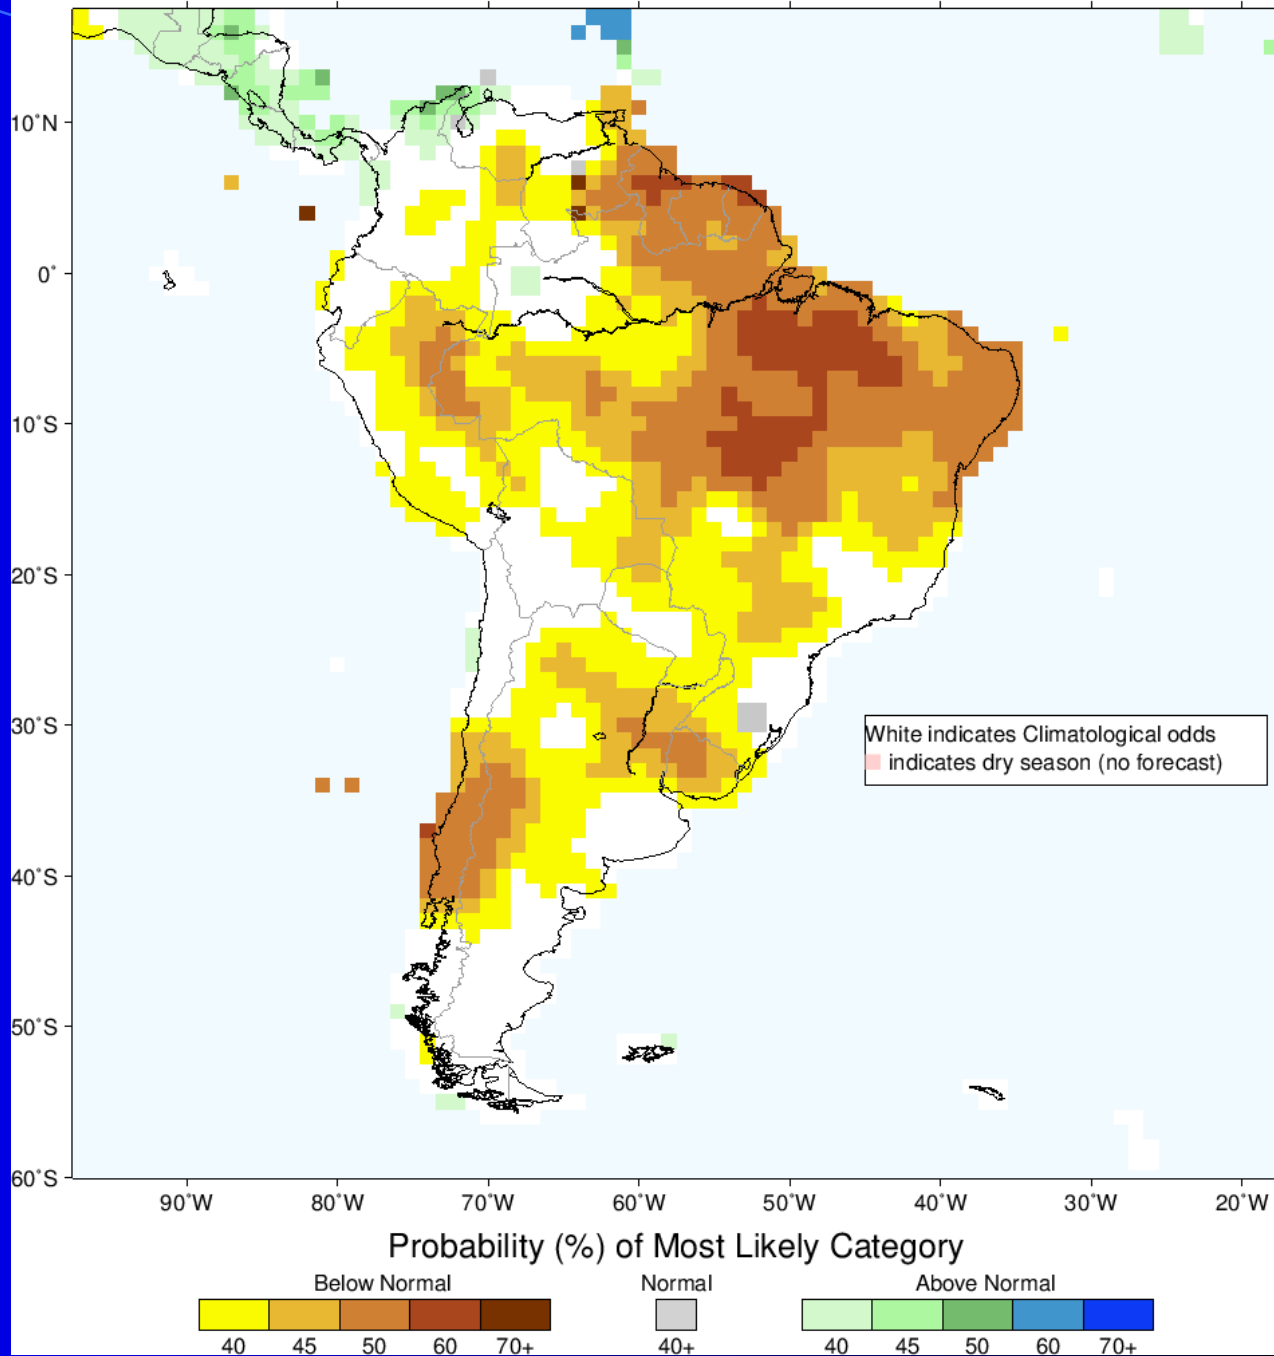 10˚N
0˚
10˚S
20˚S
30˚S
40˚S
50˚S
60˚S
White indicates Climatological odds
indicates dry season (no forecast)
90˚W 80˚W 70˚W 60˚W 50˚W 40˚W 30˚W 20˚W
Probability (%) of Most Likely Category
Below Normal Normal Above Normal
40 45 50 60 70+ 40+ 40 45 50 60 70+